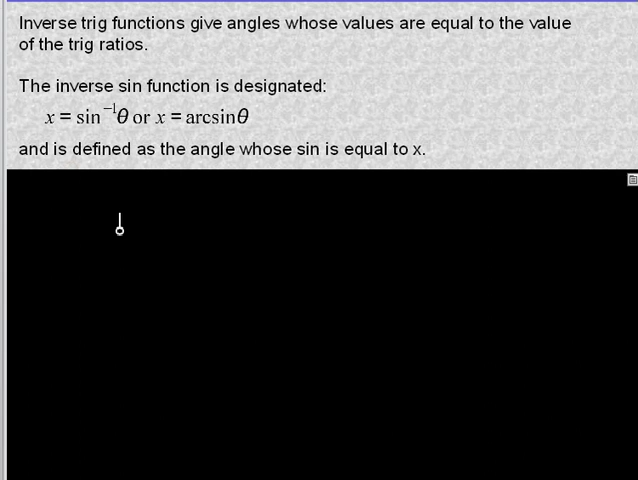 Inverse trig functions give angles whose values are equal to the value
of the trig ratios.
The inverse sin function is designated:
x = sin⁻¹θ or x = arcsinθ
and is defined as the angle whose sin is equal to x.